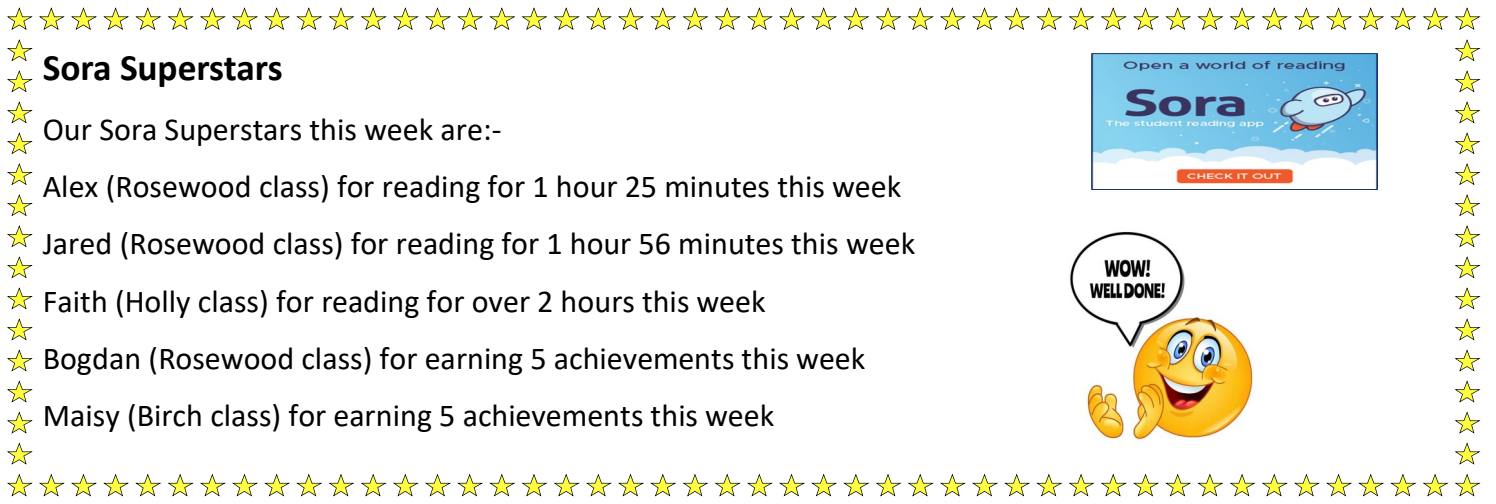 Sora Superstars
Our Sora Superstars this week are:-
Alex (Rosewood class) for reading for 1 hour 25 minutes this week
Jared (Rosewood class) for reading for 1 hour 56 minutes this week
Faith (Holly class) for reading for over 2 hours this week
Bogdan (Rosewood class) for earning 5 achievements this week
Maisy (Birch class) for earning 5 achievements this week
Open a world of reading
Sora
The student reading app
CHECK IT OUT
WOW!
WELL DONE!